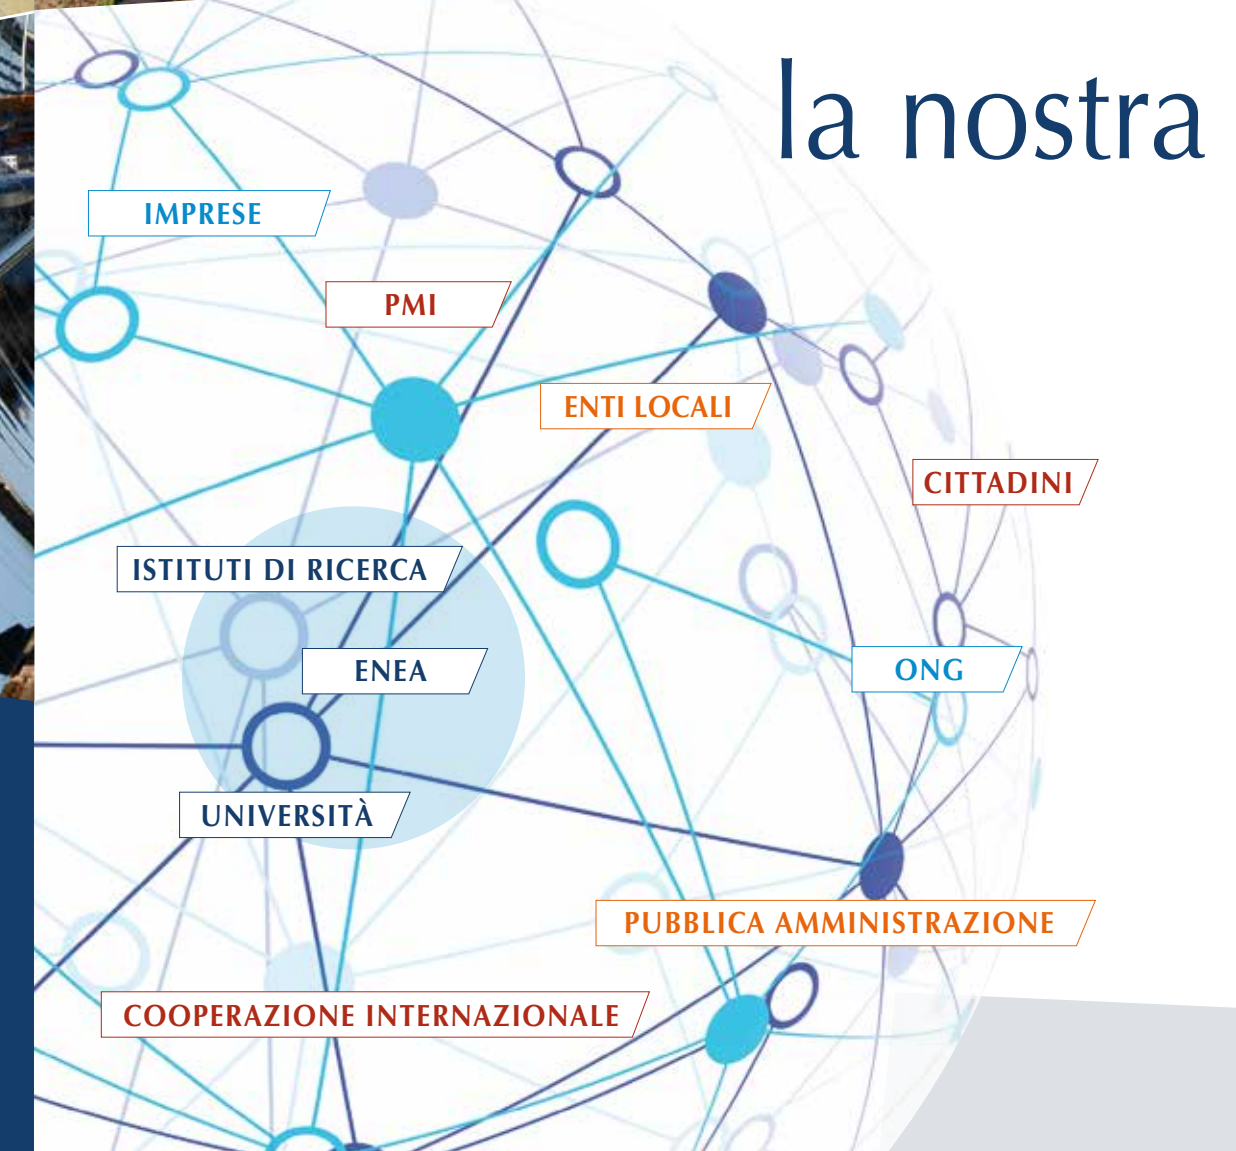 la nostra
IMPRESE
PMI
ENTI LOCALI
CITTADINI
ISTITUTI DI RICERCA
ENEA
ONG
UNIVERSITÀ
PUBBLICA AMMINISTRAZIONE
COOPERAZIONE INTERNAZIONALE